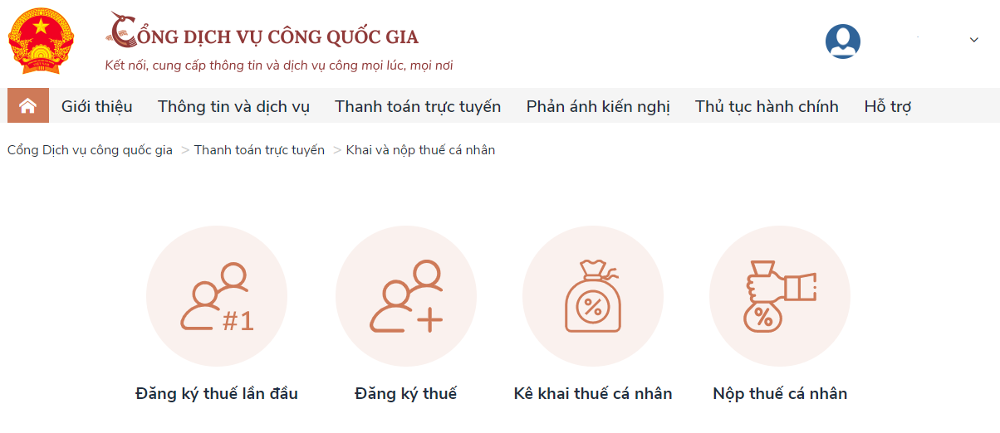 CỔNG DỊCH VỤ CÔNG QUỐC GIA
Kết nối, cung cấp thông tin và dịch vụ công mọi lúc, mọi nơi
Giới thiệu Thông tin và dịch vụ Thanh toán trực tuyến Phản ánh kiến nghị Thủ tục hành chính Hỗ trợ
Cổng Dịch vụ công quốc gia > Thanh toán trực tuyến > Khai và nộp thuế cá nhân
#1
Đăng ký thuế lần đầu Đăng ký thuế Kê khai thuế cá nhân Nộp thuế cá nhân